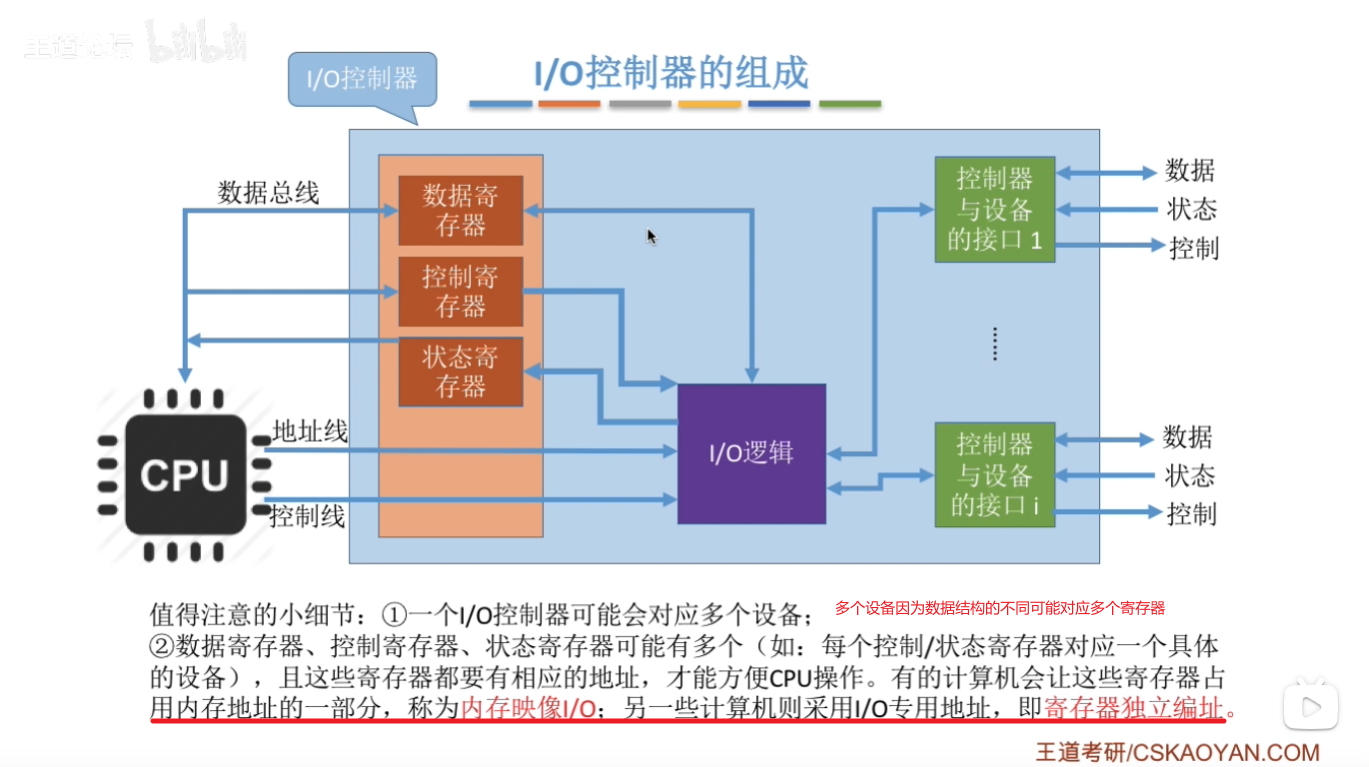 王道论坛 bilibili
I/O控制器
I/O控制器的组成
数据总线
数据寄
存器
控制寄
存器
状态寄
存器
地址线
控制线
CPU
I/O逻辑
控制器
与设备
的接口 1
数据
状态
控制
……
控制器
与设备
的接口 i
数据
状态
控制
值得注意的小细节：①一个I/O控制器可能会对应多个设备； 多个设备因为数据结构的不同可能对应多个寄存器
②数据寄存器、控制寄存器、状态寄存器可能有多个（如：每个控制/状态寄存器对应一个具体
的设备），且这些寄存器都要有相应的地址，才能方便CPU操作。有的计算机会让这些寄存器占
用内存地址的一部分，称为内存映像I/O；另一些计算机则采用I/O专用地址，即寄存器独立编址。
王道考研/CSKAOYAN.COM